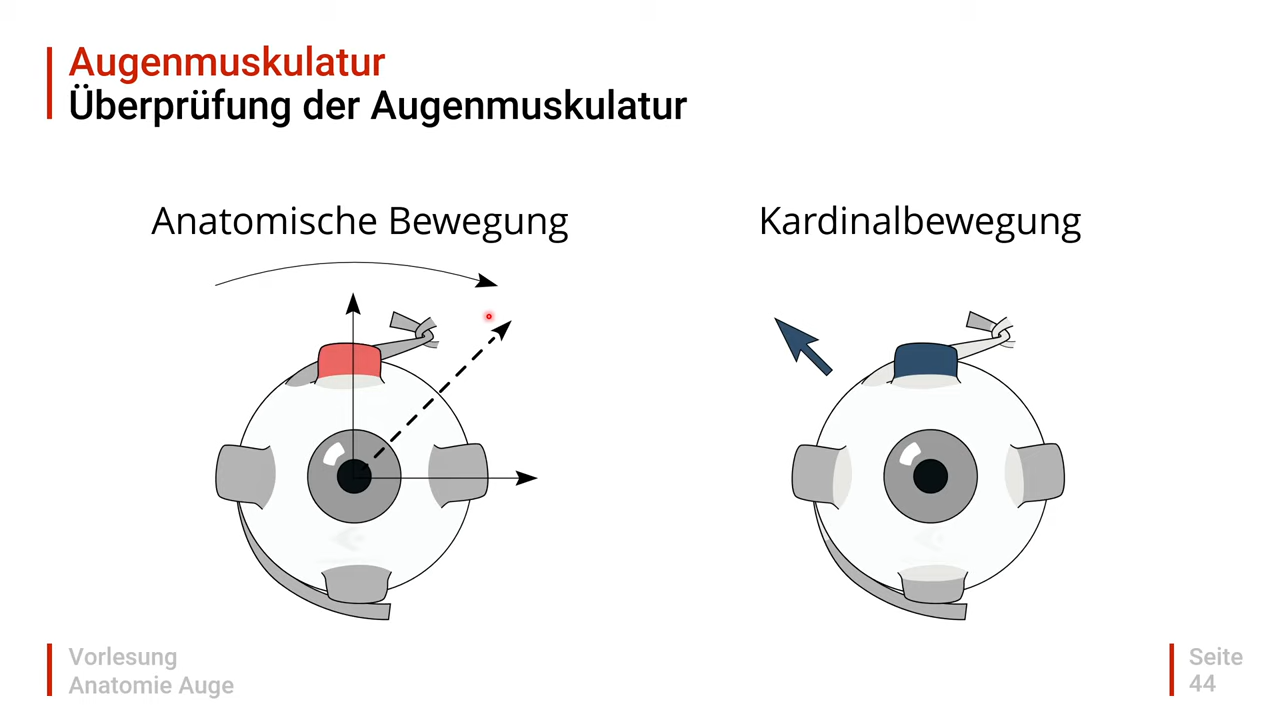 Augenmuskulatur
Überprüfung der Augenmuskulatur
Anatomische Bewegung
Kardinalbewegung
Vorlesung
Anatomie Auge
Seite
44